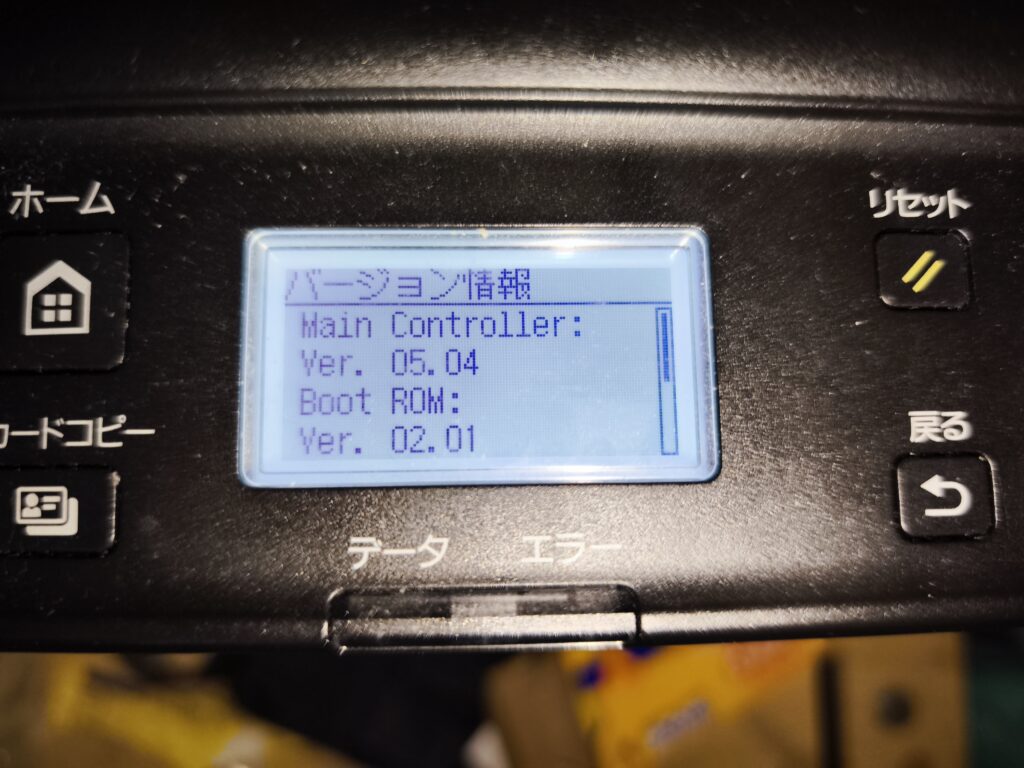 ホーム
リセット
バージョン情報
Main Controller:
Ver. 05.04
Boot ROM:
Ver. 02.01
カードコピー
戻る
データ
エラー